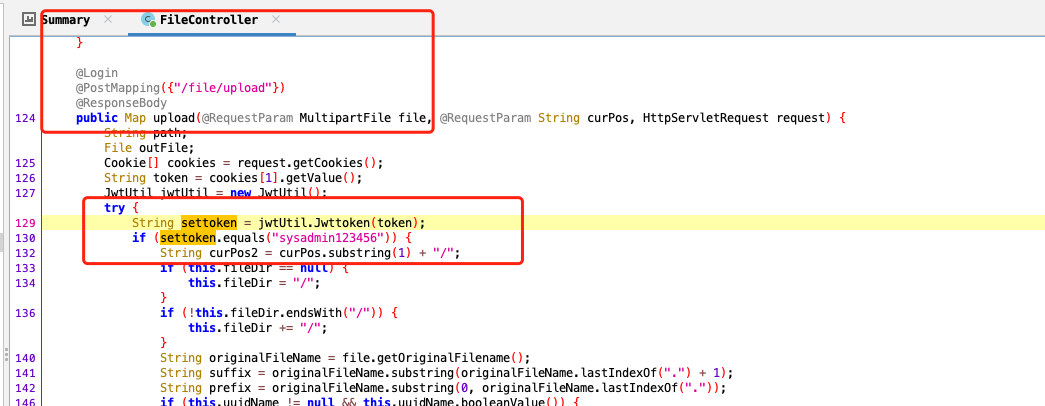 Summary × FileController ×
}
@Login
@PostMapping({"/file/upload"})
@ResponseBody
124 public Map upload(@RequestParam MultipartFile file, @RequestParam String curPos, HttpServletRequest request) {
String path;
File outFile;
125 Cookie[] cookies = request.getCookies();
126 String token = cookies[1].getValue();
127 JwtUtil jwtUtil = new JwtUtil();
try {
129 String settoken = jwtUtil.Jwttoken(token);
130 if (settoken.equals("sysadmin123456")) {
132 String curPos2 = curPos.substring(1) + "/";
133 if (this.fileDir == null) {
134 this.fileDir = "/";
}
136 if (!this.fileDir.endsWith("/")) {
this.fileDir += "/";
}
140 String originalFileName = file.getOriginalFilename();
141 String suffix = originalFileName.substring(originalFileName.lastIndexOf(".") + 1);
142 String prefix = originalFileName.substring(0, originalFileName.lastIndexOf("."));
146 if (this.uuidName != null && this.uuidName.booleanValue()) {